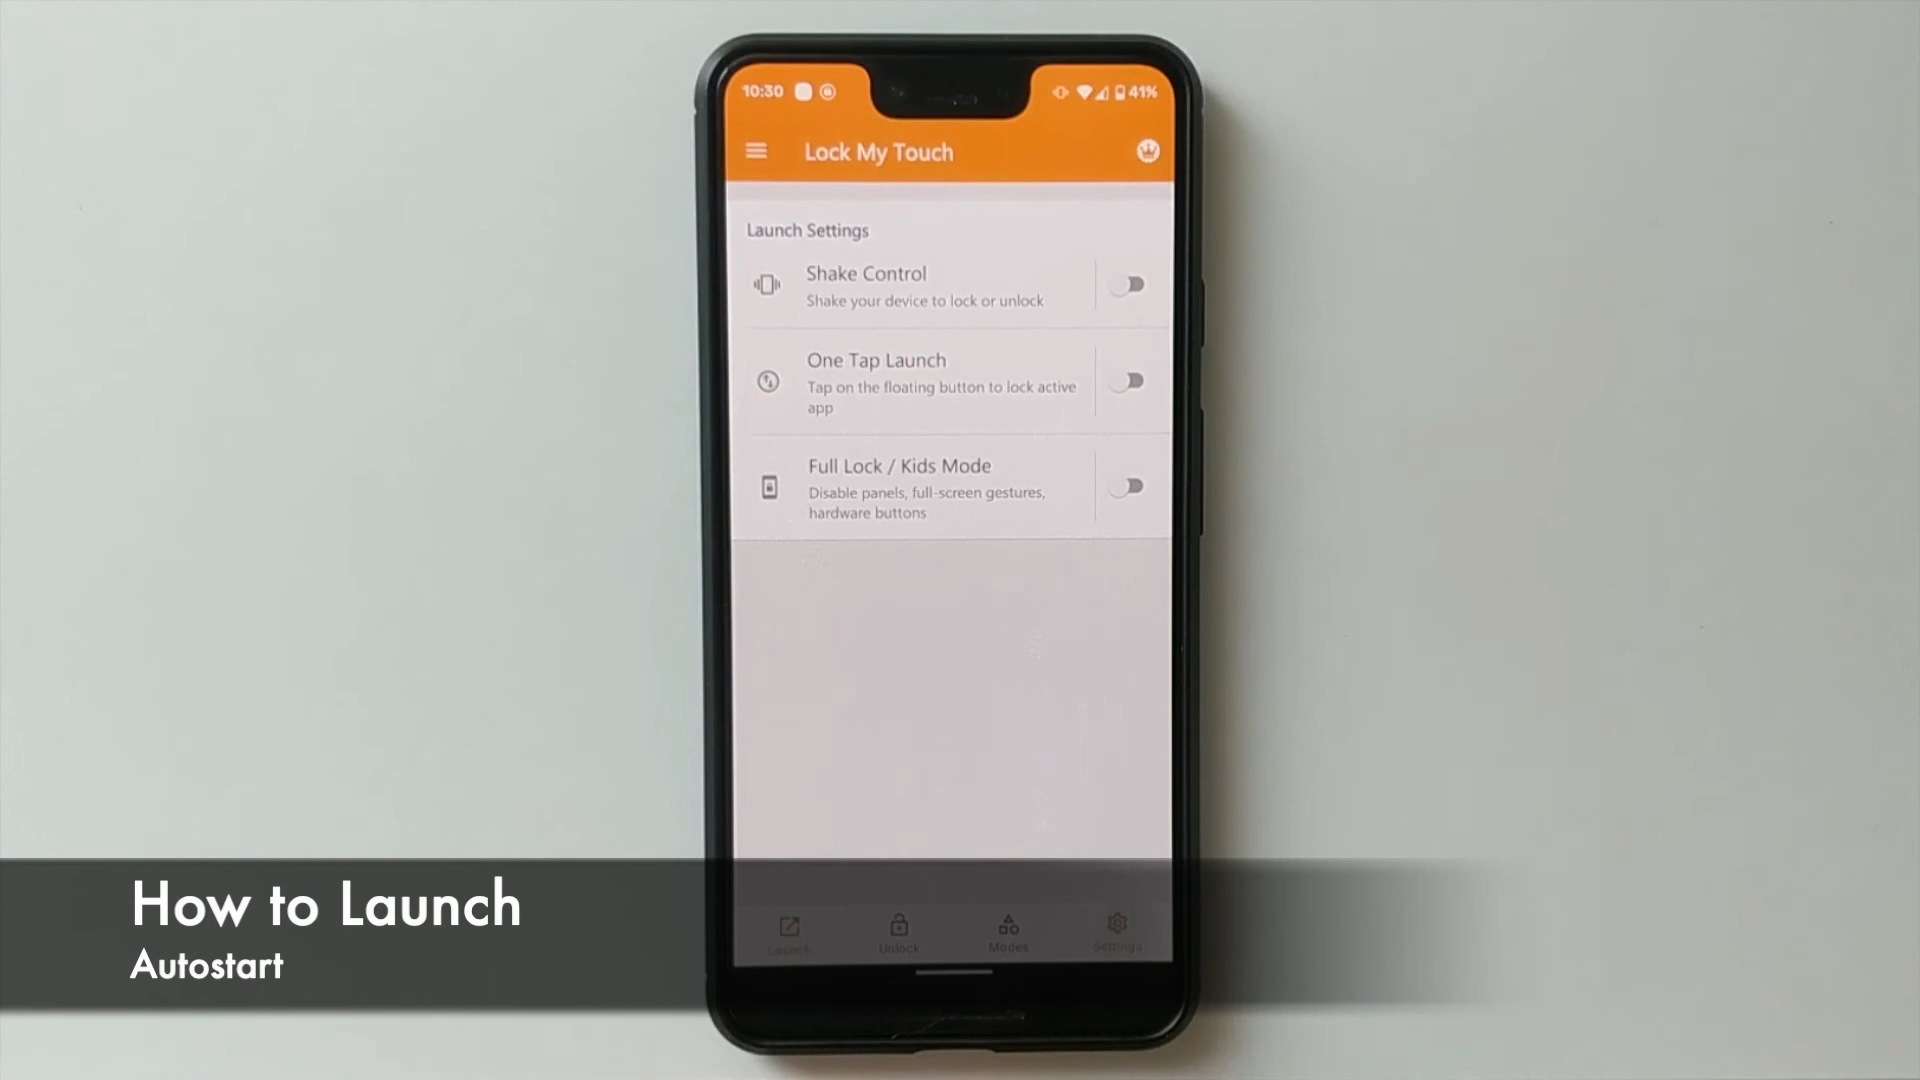 10:30
41%
Lock My Touch
Launch Settings
Shake Control
Shake your device to lock or unlock
One Tap Launch
Tap on the floating button to lock active
app
Full Lock / Kids Mode
Disable panels, full-screen gestures,
hardware buttons
Launch
Unlock
Modes
Settings
How to Launch
Autostart